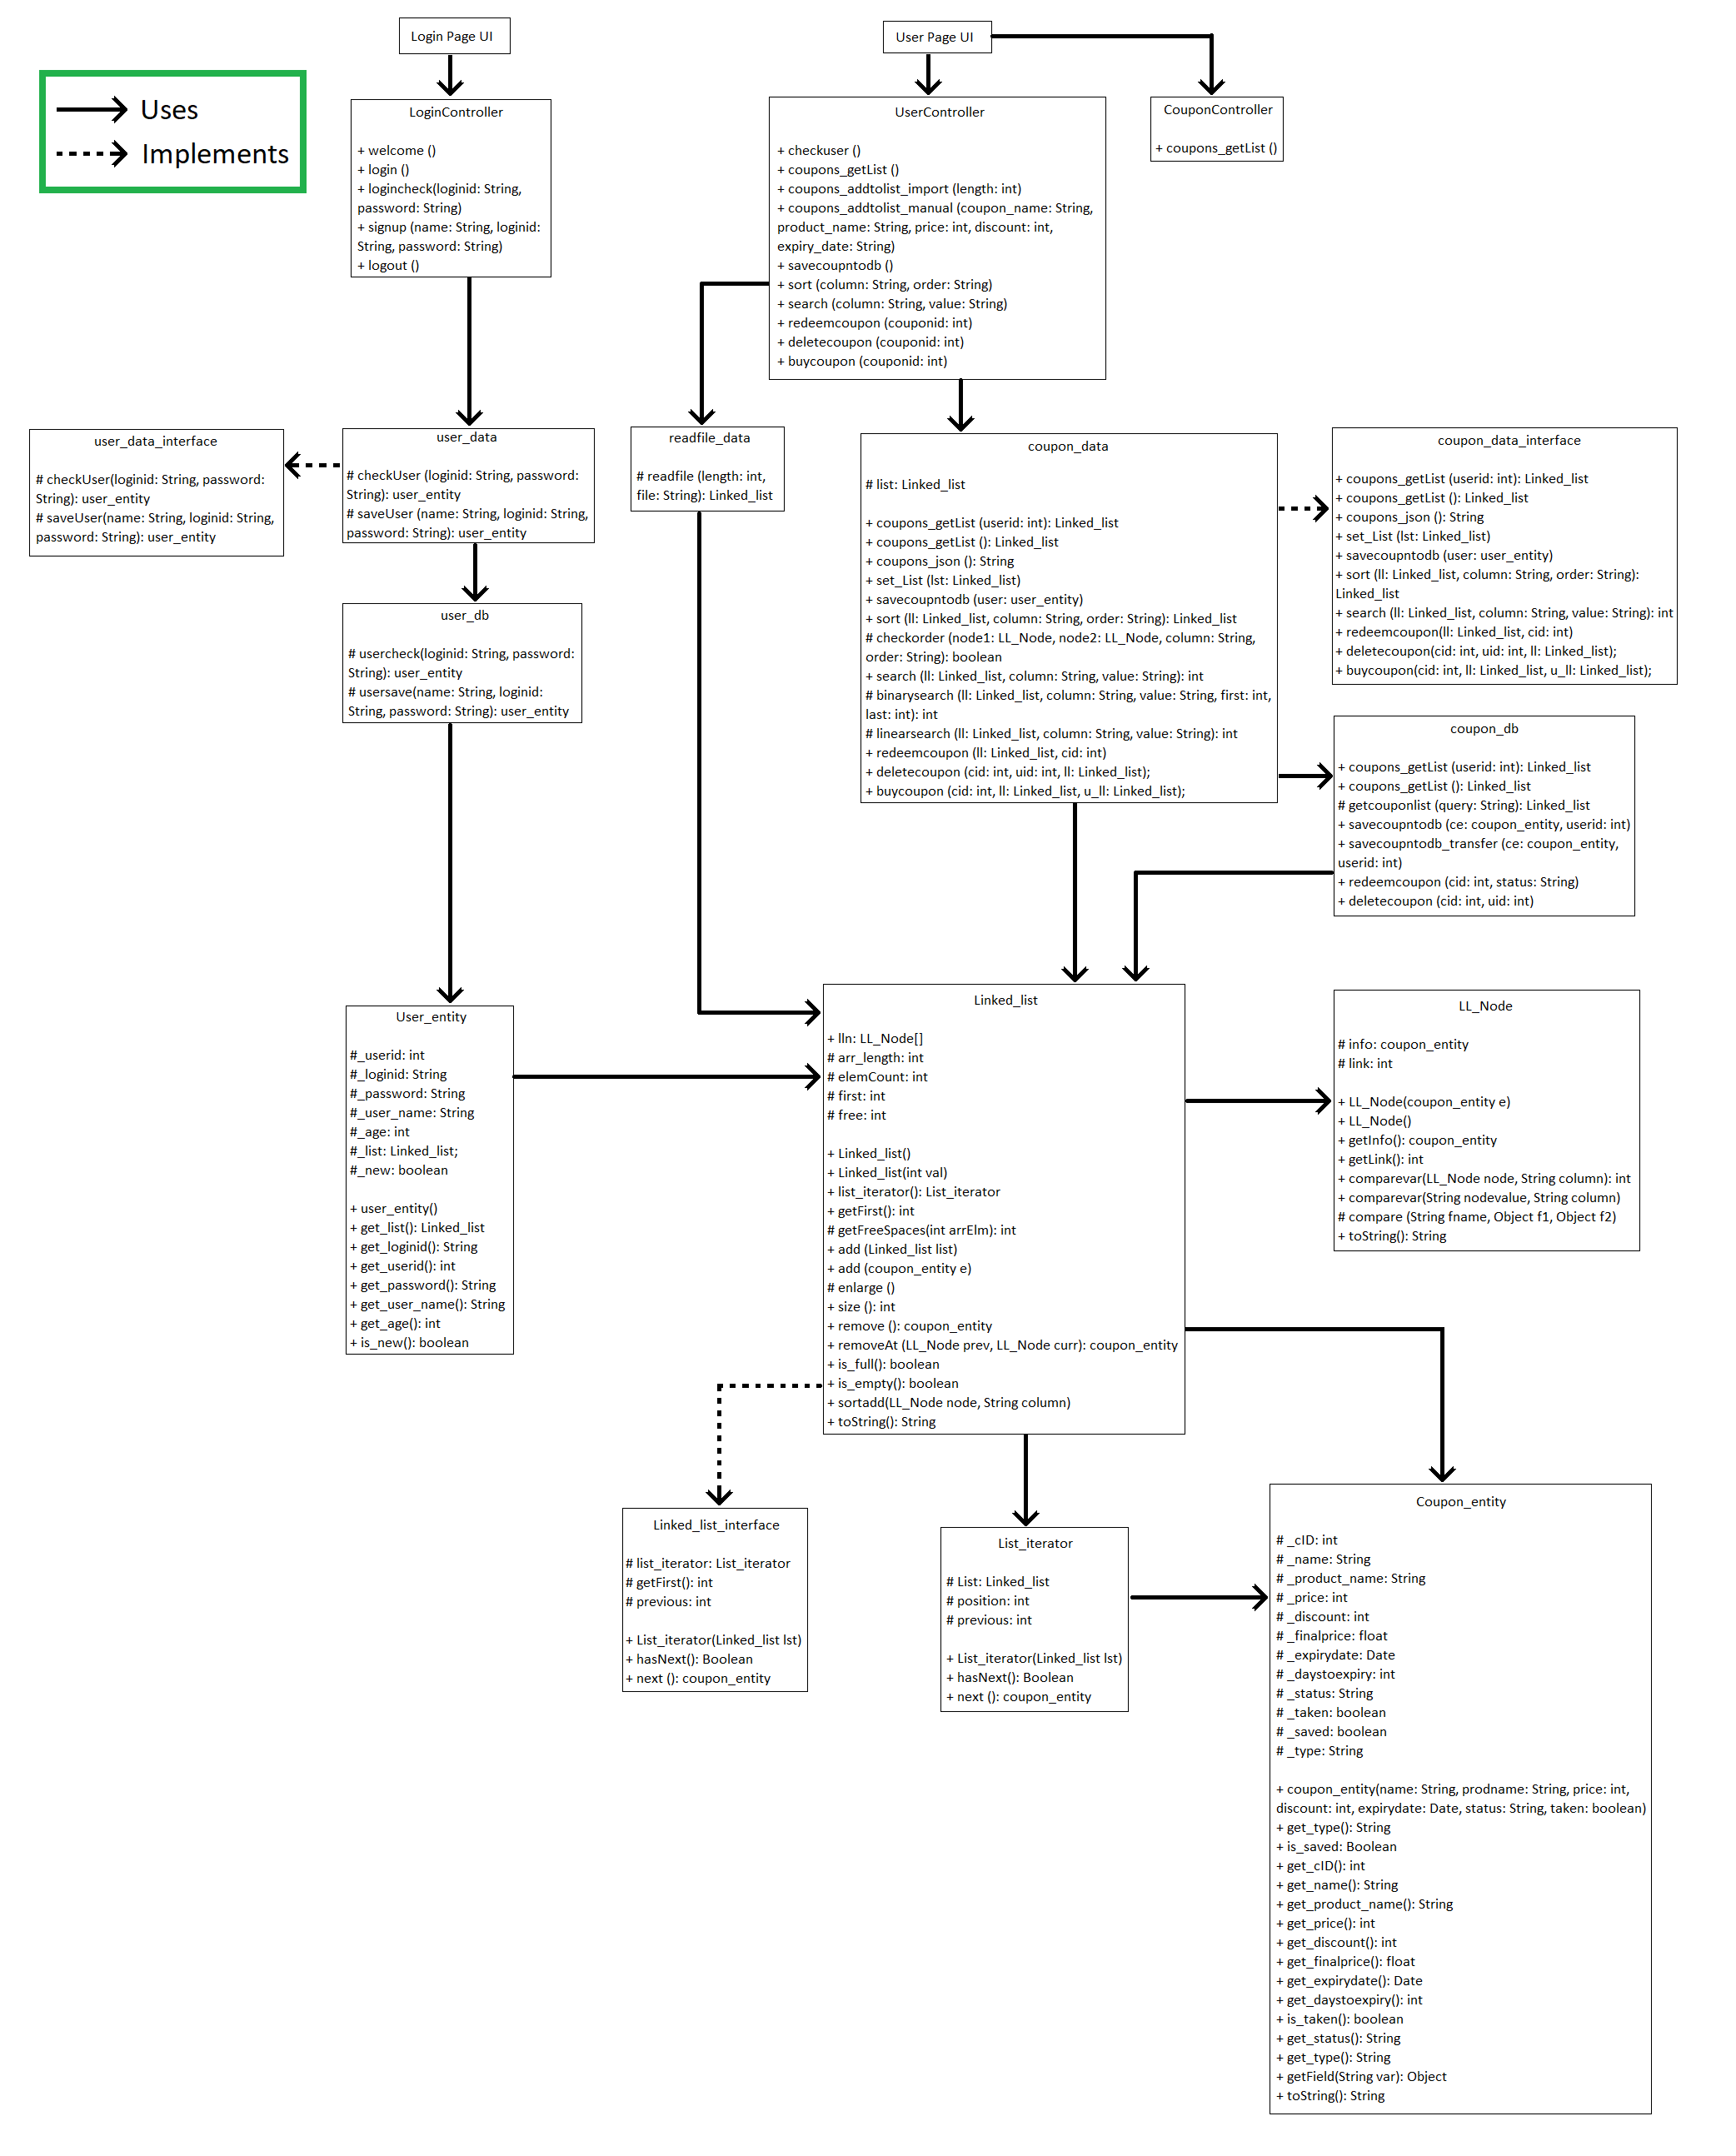 Login Page UI
User Page UI
Uses
Implements
LoginController
+ welcome ()
+ login ()
+ logincheck(loginid: String,
password: String)
+ signup (name: String, loginid:
String, password: String)
+ logout ()
UserController
+ checkuser ()
+ coupons_getList ()
+ coupons_addtolist_import (length: int)
+ coupons_addtolist_manual (coupon_name: String,
product_name: String, price: int, discount: int,
expiry_date: String)
+ savecoupntodb ()
+ sort (column: String, order: String)
+ search (column: String, value: String)
+ redeemcoupon (couponid: int)
+ deletecoupon (couponid: int)
+ buycoupon (couponid: int)
CouponController
+ coupons_getList ()
user_data_interface
# checkUser(loginid: String, password:
String): user_entity
# saveUser(name: String, loginid: String,
password: String): user_entity
user_data
# checkUser (loginid: String, password:
String): user_entity
# saveUser (name: String, loginid: String,
password: String): user_entity
readfile_data
# readfile (length: int,
file: String): Linked_list
coupon_data
# list: Linked_list
+ coupons_getList (userid: int): Linked_list
+ coupons_getList (): Linked_list
+ coupons_json (): String
+ set_List (lst: Linked_list)
+ savecoupntodb (user: user_entity)
+ sort (ll: Linked_list, column: String, order: String): Linked_list
# checkorder (node1: LL_Node, node2: LL_Node, column: String,
order: String): boolean
+ search (ll: Linked_list, column: String, value: String): int
# binarysearch (ll: Linked_list, column: String, value: String, first: int,
last: int): int
# linearsearch (ll: Linked_list, column: String, value: String): int
+ redeemcoupon (ll: Linked_list, cid: int)
+ deletecoupon (cid: int, uid: int, ll: Linked_list);
+ buycoupon (cid: int, ll: Linked_list, u_ll: Linked_list);
coupon_data_interface
+ coupons_getList (userid: int): Linked_list
+ coupons_getList (): Linked_list
+ coupons_json (): String
+ set_List (lst: Linked_list)
+ savecoupntodb (user: user_entity)
+ sort (ll: Linked_list, column: String, order: String):
Linked_list
+ search (ll: Linked_list, column: String, value: String): int
+ redeemcoupon(ll: Linked_list, cid: int)
+ deletecoupon(cid: int, uid: int, ll: Linked_list);
+ buycoupon(cid: int, ll: Linked_list, u_ll: Linked_list);
user_db
# usercheck(loginid: String, password:
String): user_entity
# usersave(name: String, loginid:
String, password: String): user_entity
coupon_db
+ coupons_getList (userid: int): Linked_list
+ coupons_getList (): Linked_list
# getcouponlist (query: String): Linked_list
+ savecoupntodb (ce: coupon_entity, userid: int)
+ savecoupntodb_transfer (ce: coupon_entity,
userid: int)
+ redeemcoupon (cid: int, status: String)
+ deletecoupon (cid: int, uid: int)
User_entity
#_userid: int
#_loginid: String
#_password: String
#_user_name: String
#_age: int
#_list: Linked_list;
#_new: boolean
+ user_entity()
+ get_list(): Linked_list
+ get_loginid(): String
+ get_userid(): int
+ get_password(): String
+ get_user_name(): String
+ get_age(): int
+ is_new(): boolean
Linked_list
+ lln: LL_Node[]
# arr_length: int
# elemCount: int
# first: int
# free: int
+ Linked_list()
+ Linked_list(int val)
+ list_iterator(): List_iterator
+ getFirst(): int
# getFreeSpaces(int arrElm): int
+ add (Linked_list list)
+ add (coupon_entity e)
# enlarge ()
+ size (): int
+ remove (): coupon_entity
+ removeAt (LL_Node prev, LL_Node curr): coupon_entity
+ is_full(): boolean
+ is_empty(): boolean
+ sortadd(LL_Node node, String column)
+ toString(): String
LL_Node
# info: coupon_entity
# link: int
+ LL_Node(coupon_entity e)
+ LL_Node()
+ getInfo(): coupon_entity
+ getLink(): int
+ comparevar(LL_Node node, String column): int
+ comparevar(String nodevalue, String column)
# compare (String fname, Object f1, Object f2)
+ toString(): String
Linked_list_interface
# list_iterator: List_iterator
# getFirst(): int
# previous: int
+ List_iterator(Linked_list lst)
+ hasNext(): Boolean
+ next (): coupon_entity
List_iterator
# List: Linked_list
# position: int
# previous: int
+ List_iterator(Linked_list lst)
+ hasNext(): Boolean
+ next (): coupon_entity
Coupon_entity
# _cID: int
# _name: String
# _product_name: String
# _price: int
# _discount: int
# _finalprice: float
# _expirydate: Date
# _daystoexpiry: int
# _status: String
# _taken: boolean
# _saved: boolean
# _type: String
+ coupon_entity(name: String, prodname: String, price: int,
discount: int, expirydate: Date, status: String, taken: boolean)
+ get_type(): String
+ is_saved: Boolean
+ get_cID(): int
+ get_name(): String
+ get_product_name(): String
+ get_price(): int
+ get_discount(): int
+ get_finalprice(): float
+ get_expirydate(): Date
+ get_daystoexpiry(): int
+ is_taken(): boolean
+ get_status(): String
+ get_type(): String
+ getField(String var): Object
+ toString(): String